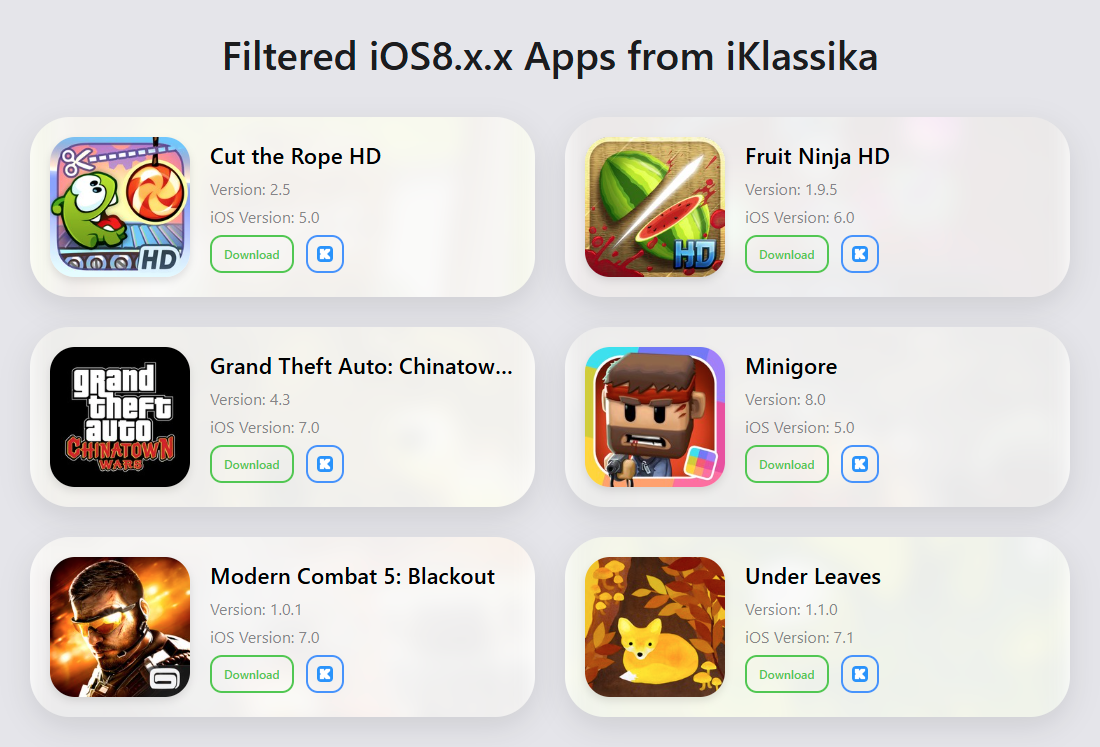 Filtered iOS8.x.x Apps from iKlassika
HD
Cut the Rope HD
Version: 2.5
iOS Version: 5.0
Download
HD
Fruit Ninja HD
Version: 1.9.5
iOS Version: 6.0
Download
grand
theft
auto
CHINATOWN
WARS
Grand Theft Auto: Chinatow...
Version: 4.3
iOS Version: 7.0
Download
Minigore
Version: 8.0
iOS Version: 5.0
Download
Modern Combat 5: Blackout
Version: 1.0.1
iOS Version: 7.0
Download
Under Leaves
Version: 1.1.0
iOS Version: 7.1
Download